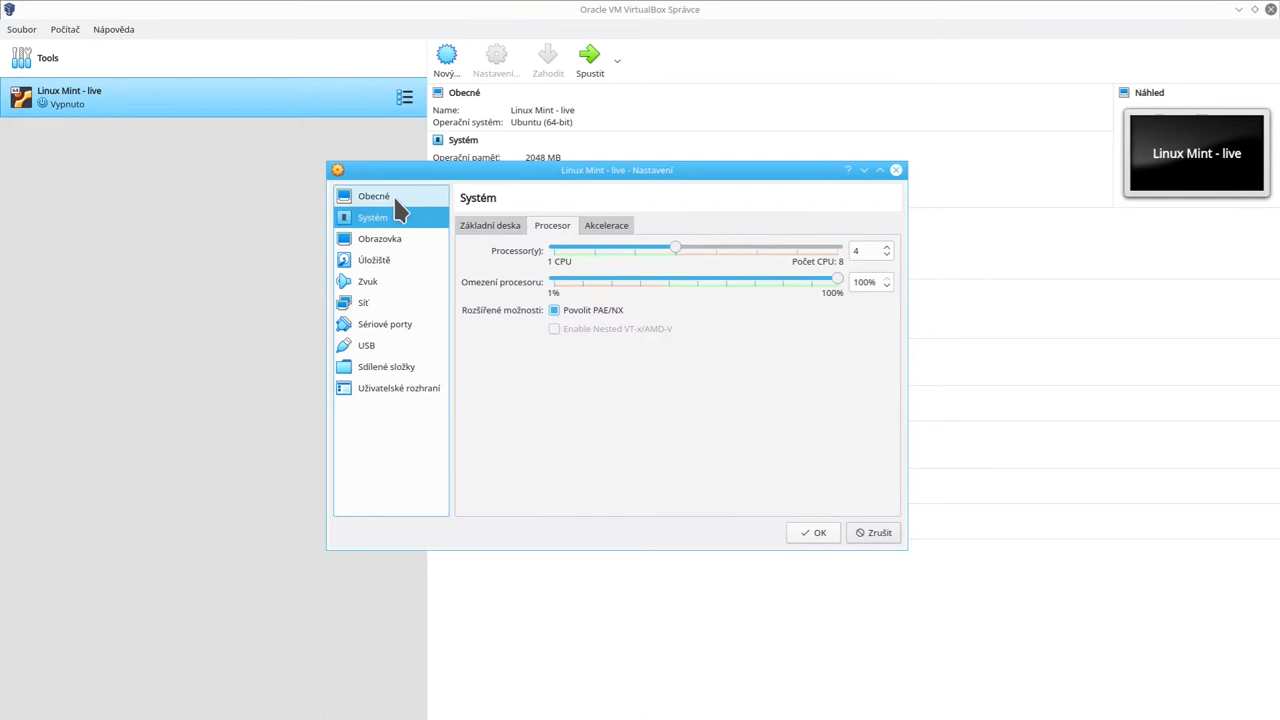 Oracle VM VirtualBox Správce
Soubor Počítač Nápověda
Tools
Nový... Nastavení... Zahodit Spustit
Linux Mint - live
Vypnuto
Obecné
Name: Linux Mint - live
Operační systém: Ubuntu (64-bit)
Systém
Operační paměť: 2048 MB
Náhled
Linux Mint - live
Linux Mint - live - Nastavení
Obecné
Systém
Obrazovka
Úložiště
Zvuk
Síť
Sériové porty
USB
Sdílené složky
Uživatelské rozhraní
Systém
Základní deska Procesor Akcelerace
Processor(y): 4
1 CPU Počet CPU: 8
Omezení procesoru: 100%
1% 100%
Rozšířené možnosti: Povolit PAE/NX
Enable Nested VT-x/AMD-V
OK Zrušit